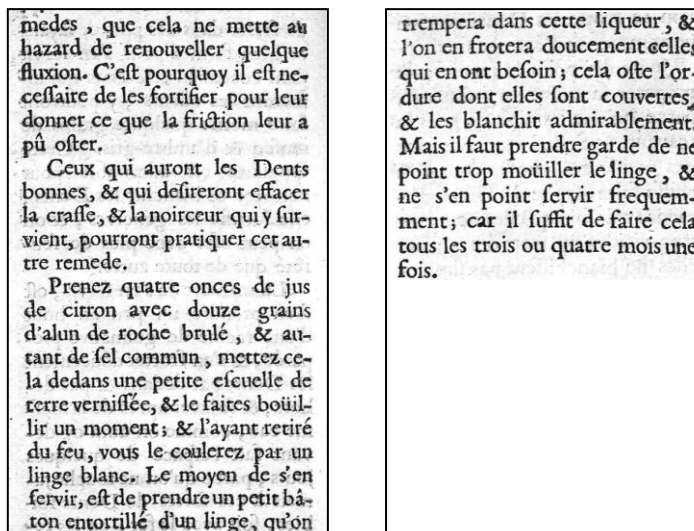 medes , que cela ne mette au
hazard de renouveller quelque
fluxion. C'eſt pourquoy il eſt ne-
ceſſaire de les fortifier pour leur
donner ce que la friction leur a
pû oſter.
Ceux qui auront les Dents
bonnes, & qui deſireront effacer
la craſſe, & la noirceur qui y ſur-
vient, pourront pratiquer cet au-
tre remede.
Prenez quatre onces de jus
de citron avec douze grains
d'alun de roche brulé , & au-
tant de ſel commun, mettez ce-
la dedans une petite eſcuelle de
terre verniſſée, & le faites boüil-
lir un moment; & l'ayant retiré
du feu, vous le coulerez par un
linge blanc. Le moyen de s'en
ſervir, eſt de prendre un petit bâ-
ton entortillé d'un linge, qu'on
trempera dans cette liqueur, &
l'on en frotera doucement celles
qui en ont beſoin; cela oſte l'or-
dure dont elles ſont couvertes,
& les blanchit admirablement.
Mais il faut prendre garde de ne
point trop moüiller le linge, &
ne s'en point ſervir frequem-
ment; car il ſuffit de faire cela
tous les trois ou quatre mois une
fois.